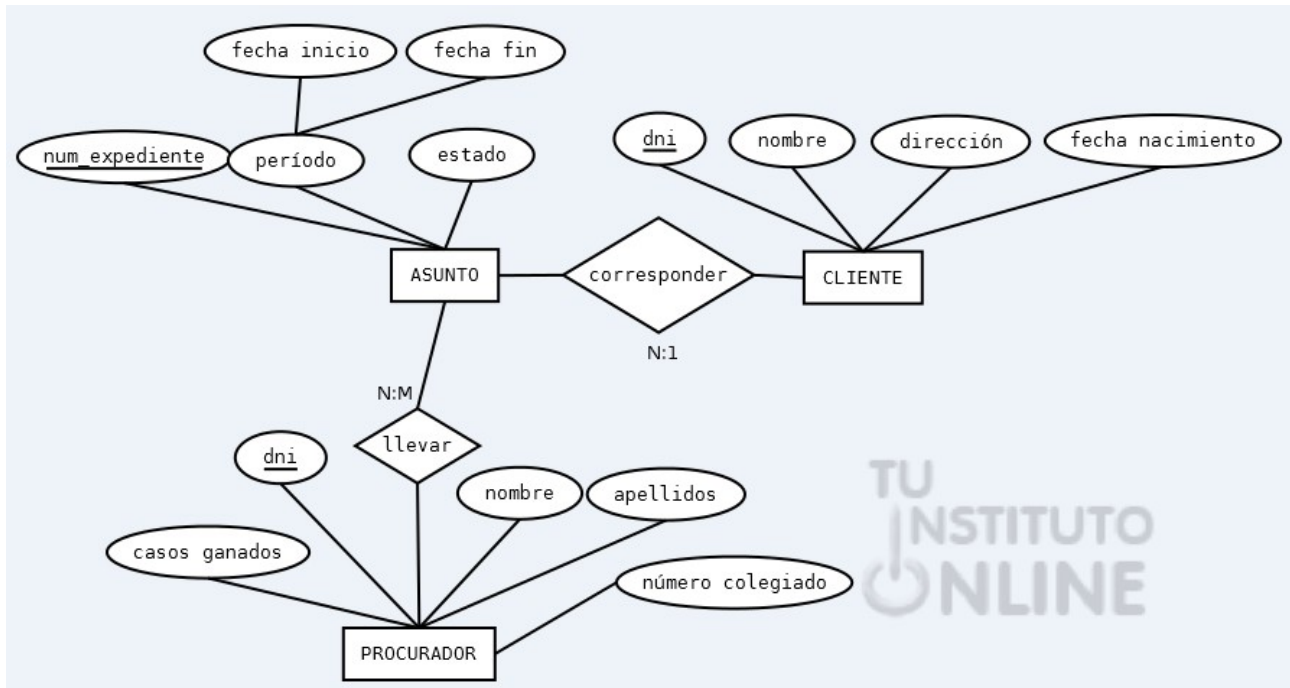 fecha inicio
fecha fin
num_expediente
período
estado
dni
nombre
dirección
fecha nacimiento
ASUNTO
corresponder
CLIENTE
N:1
N:M
llevar
dni
nombre
apellidos
casos ganados
número colegiado
PROCURADOR
TU
INSTITUTO
ONLINE